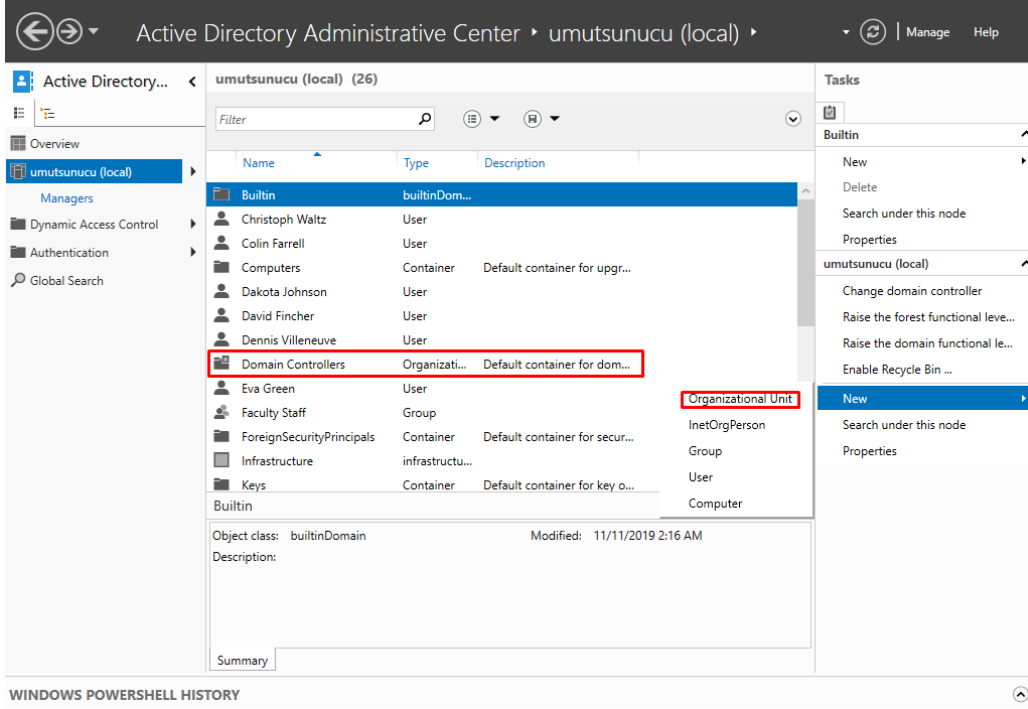 Active Directory Administrative Center ‣ umutsunucu (local) ‣
Manage
Help
Active Directory...
Overview
umutsunucu (local)
Managers
Dynamic Access Control
Authentication
Global Search
umutsunucu (local) (26)
Filter
Name Type Description
Builtin builtinDom...
Christoph Waltz User
Colin Farrell User
Computers Container Default container for upgr...
Dakota Johnson User
David Fincher User
Dennis Villeneuve User
Domain Controllers Organizati... Default container for dom...
Eva Green User
Faculty Staff Group
ForeignSecurityPrincipals Container Default container for secur...
Infrastructure infrastructu...
Keys Container Default container for key o...
Builtin
Object class: builtinDomain Modified: 11/11/2019 2:16 AM
Description:
Summary
Organizational Unit
InetOrgPerson
Group
User
Computer
Tasks
Builtin
New
Delete
Search under this node
Properties
umutsunucu (local)
Change domain controller
Raise the forest functional leve...
Raise the domain functional le...
Enable Recycle Bin ...
New
Search under this node
Properties
WINDOWS POWERSHELL HISTORY